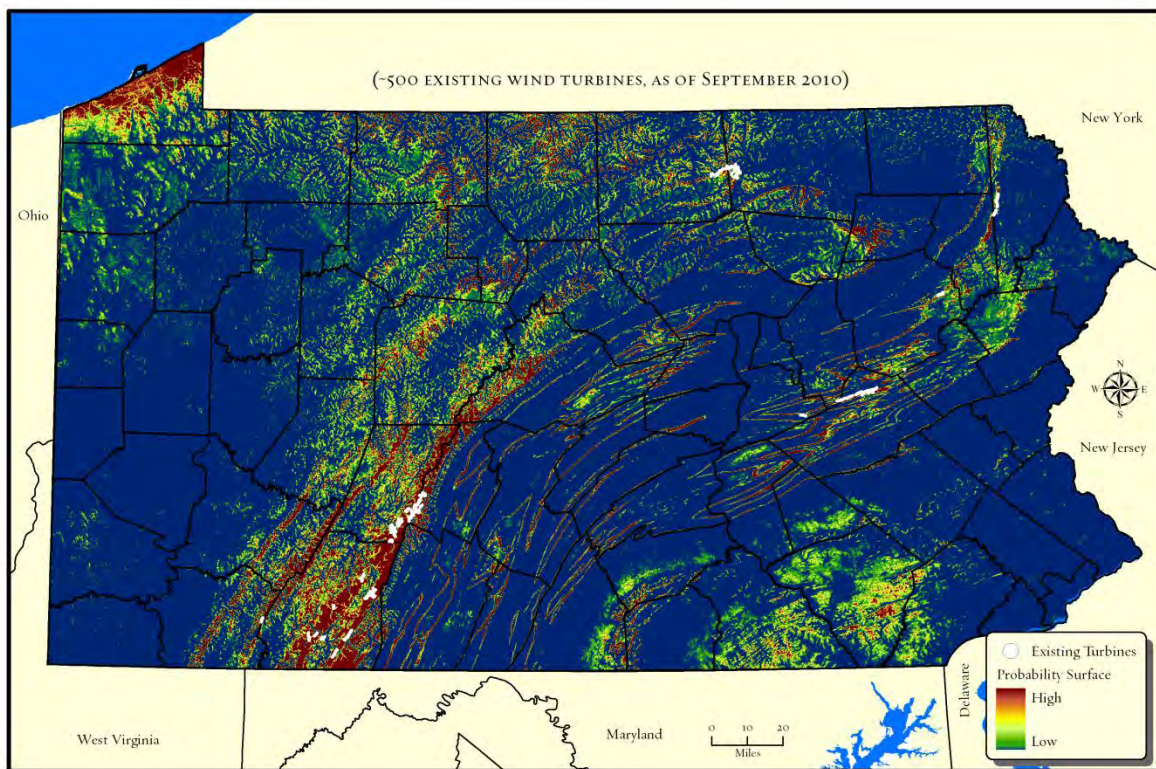 (~500 existing wind turbines, as of September 2010)
New York
Ohio
N
W E
S
New Jersey
Existing Turbines
Probability Surface
High
Low
Delaware
West Virginia
Maryland
0 10 20
Miles